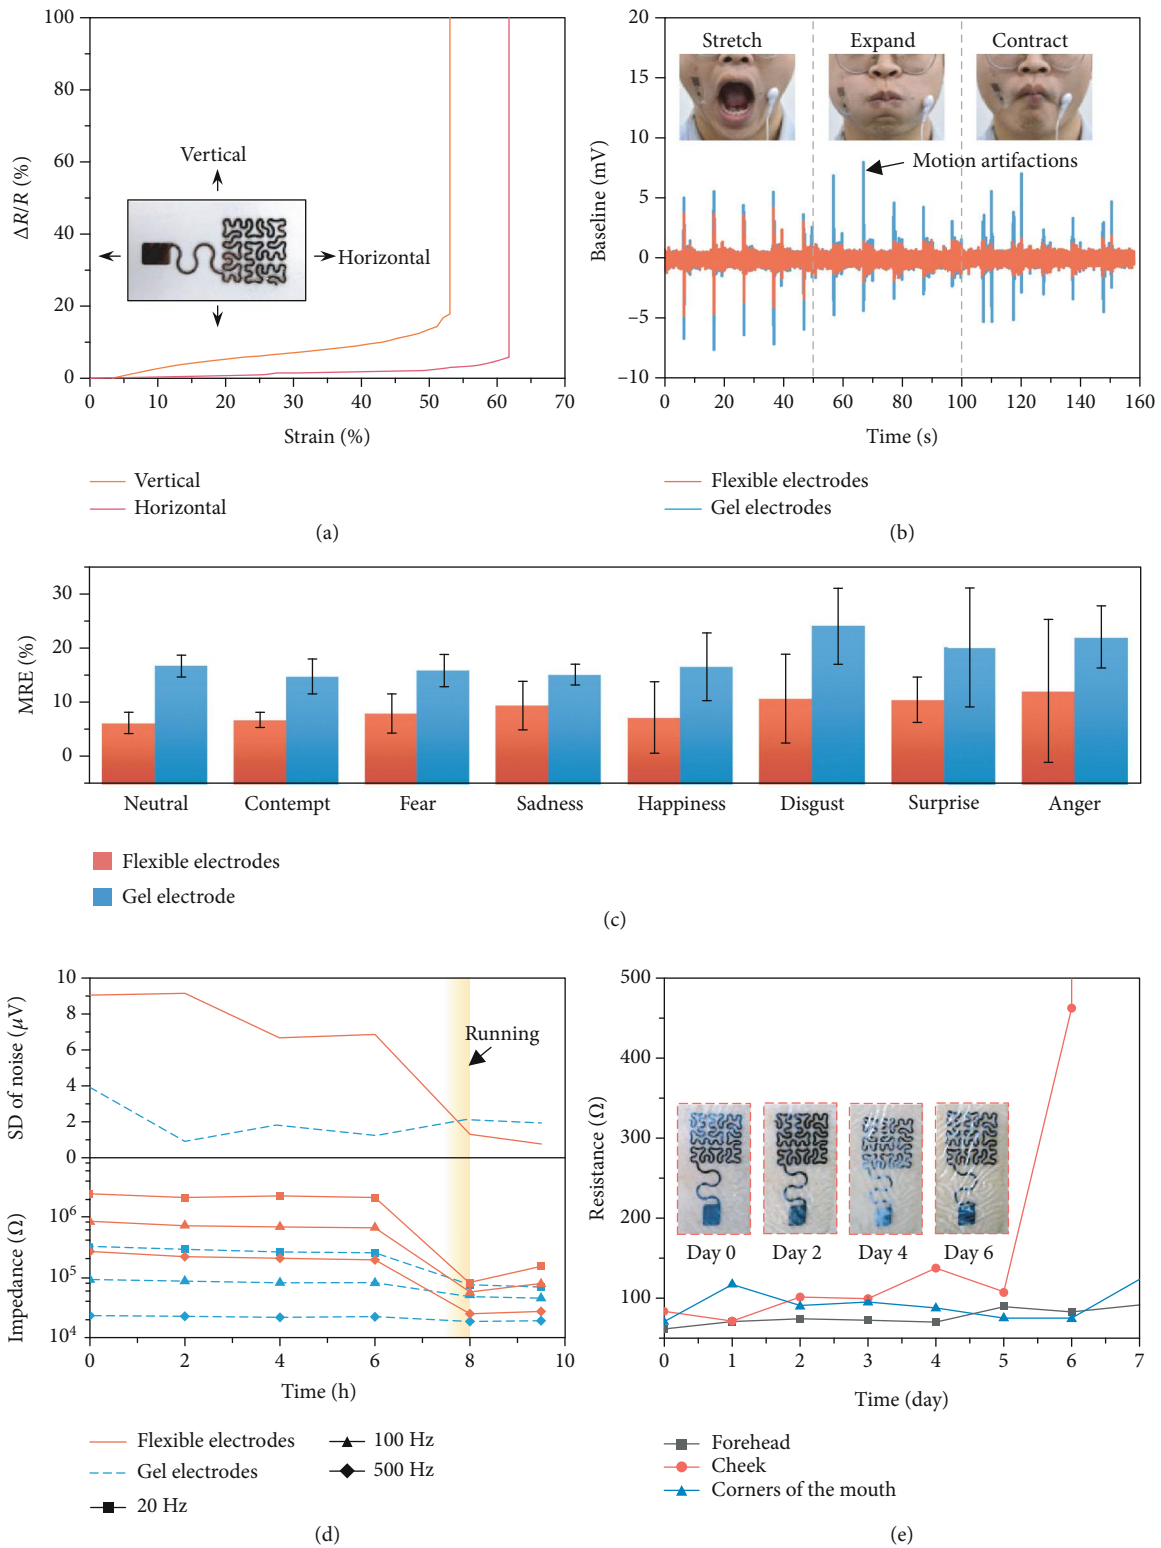 100
80
60
40
20
0
ΔR/R (%)
Vertical
Horizontal
0 10 20 30 40 50 60 70
Strain (%)
Vertical
Horizontal
(a)
20
15
10
5
0
−5
−10
Baseline (mV)
Stretch Expand Contract
Motion artifactions
0 20 40 60 80 100 120 140 160
Time (s)
Flexible electrodes
Gel electrodes
(b)
30
20
10
0
MRE (%)
Neutral Contempt Fear Sadness Happiness Disgust Surprise Anger
Flexible electrodes
Gel electrode
(c)
10
8
6
4
2
0
SD of noise (μV)
Running
10⁶
10⁵
10⁴
Impedance (Ω)
0 2 4 6 8 10
Time (h)
Flexible electrodes
Gel electrodes
20 Hz
100 Hz
500 Hz
(d)
500
400
300
200
100
Resistance (Ω)
Day 0 Day 2 Day 4 Day 6
0 1 2 3 4 5 6 7
Time (day)
Forehead
Cheek
Corners of the mouth
(e)